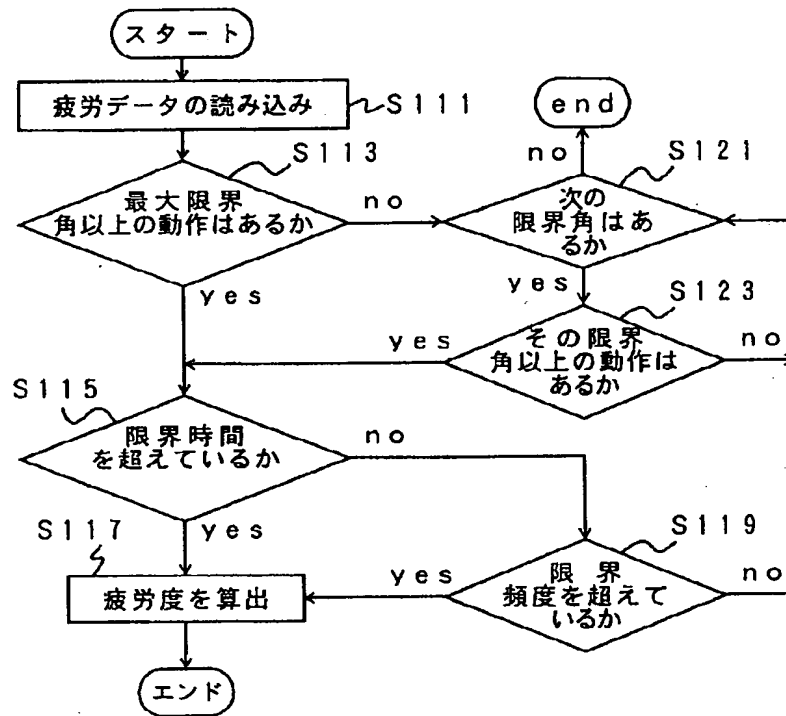 スタート
疲労データの読み込み
S111
end
S113
no
S121
最大限界
角以上の動作はあるか
no
次の
限界角はあ
るか
yes
yes
S123
yes
その限界
角以上の動作は
あるか
no
S115
限界時間
を超えているか
no
S117
yes
S119
疲労度を算出
yes
限界
頻度を超えて
いるか
no
エンド